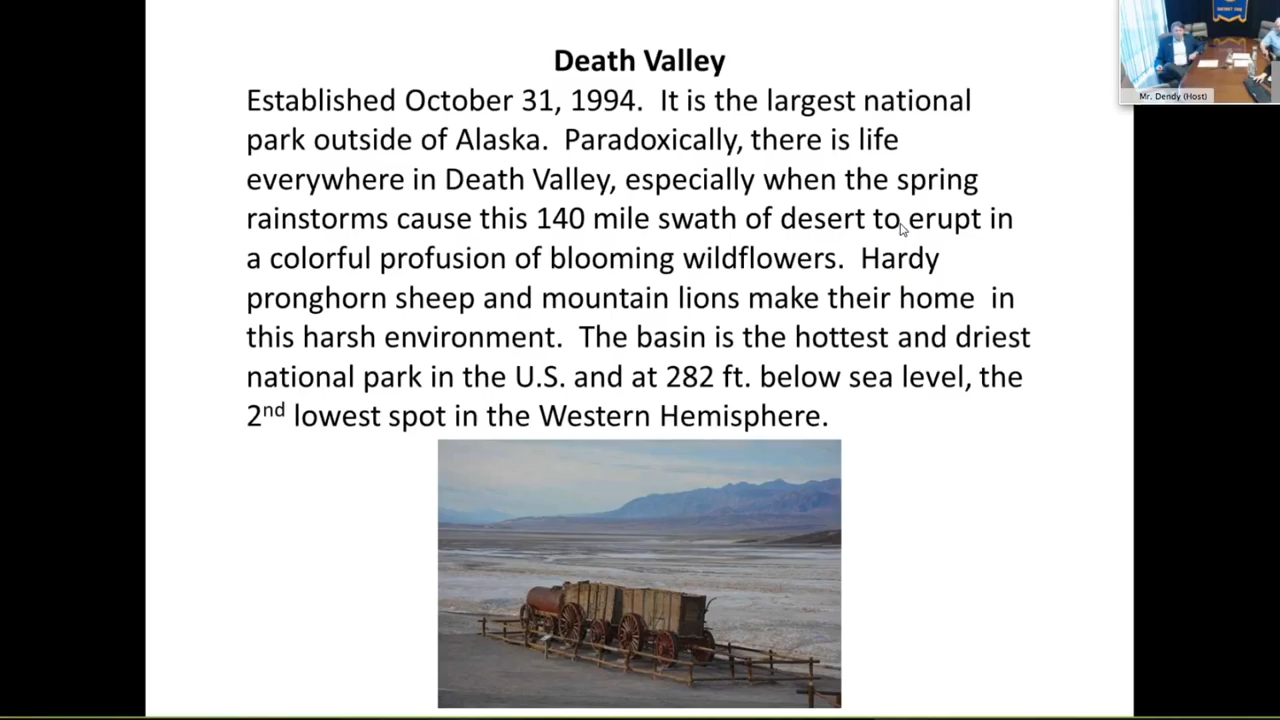 Death Valley
Established October 31, 1994.  It is the largest national
park outside of Alaska.  Paradoxically, there is life
everywhere in Death Valley, especially when the spring
rainstorms cause this 140 mile swath of desert to erupt in
a colorful profusion of blooming wildflowers.  Hardy
pronghorn sheep and mountain lions make their home  in
this harsh environment.  The basin is the hottest and driest
national park in the U.S. and at 282 ft. below sea level, the
2nd lowest spot in the Western Hemisphere.
Mr. Dendy (Host)